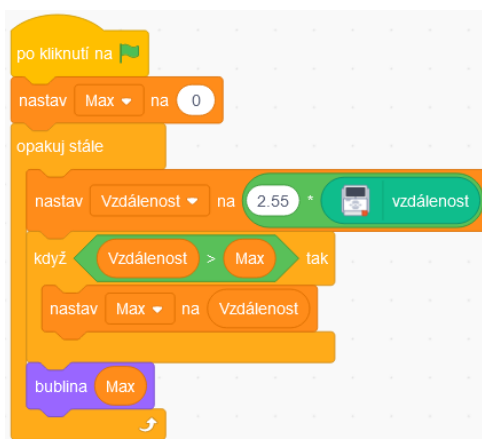 po kliknutí na
nastav Max na 0
opakuj stále
nastav Vzdálenost na 2.55 * vzdálenost
když Vzdálenost > Max tak
nastav Max na Vzdálenost
bublina Max